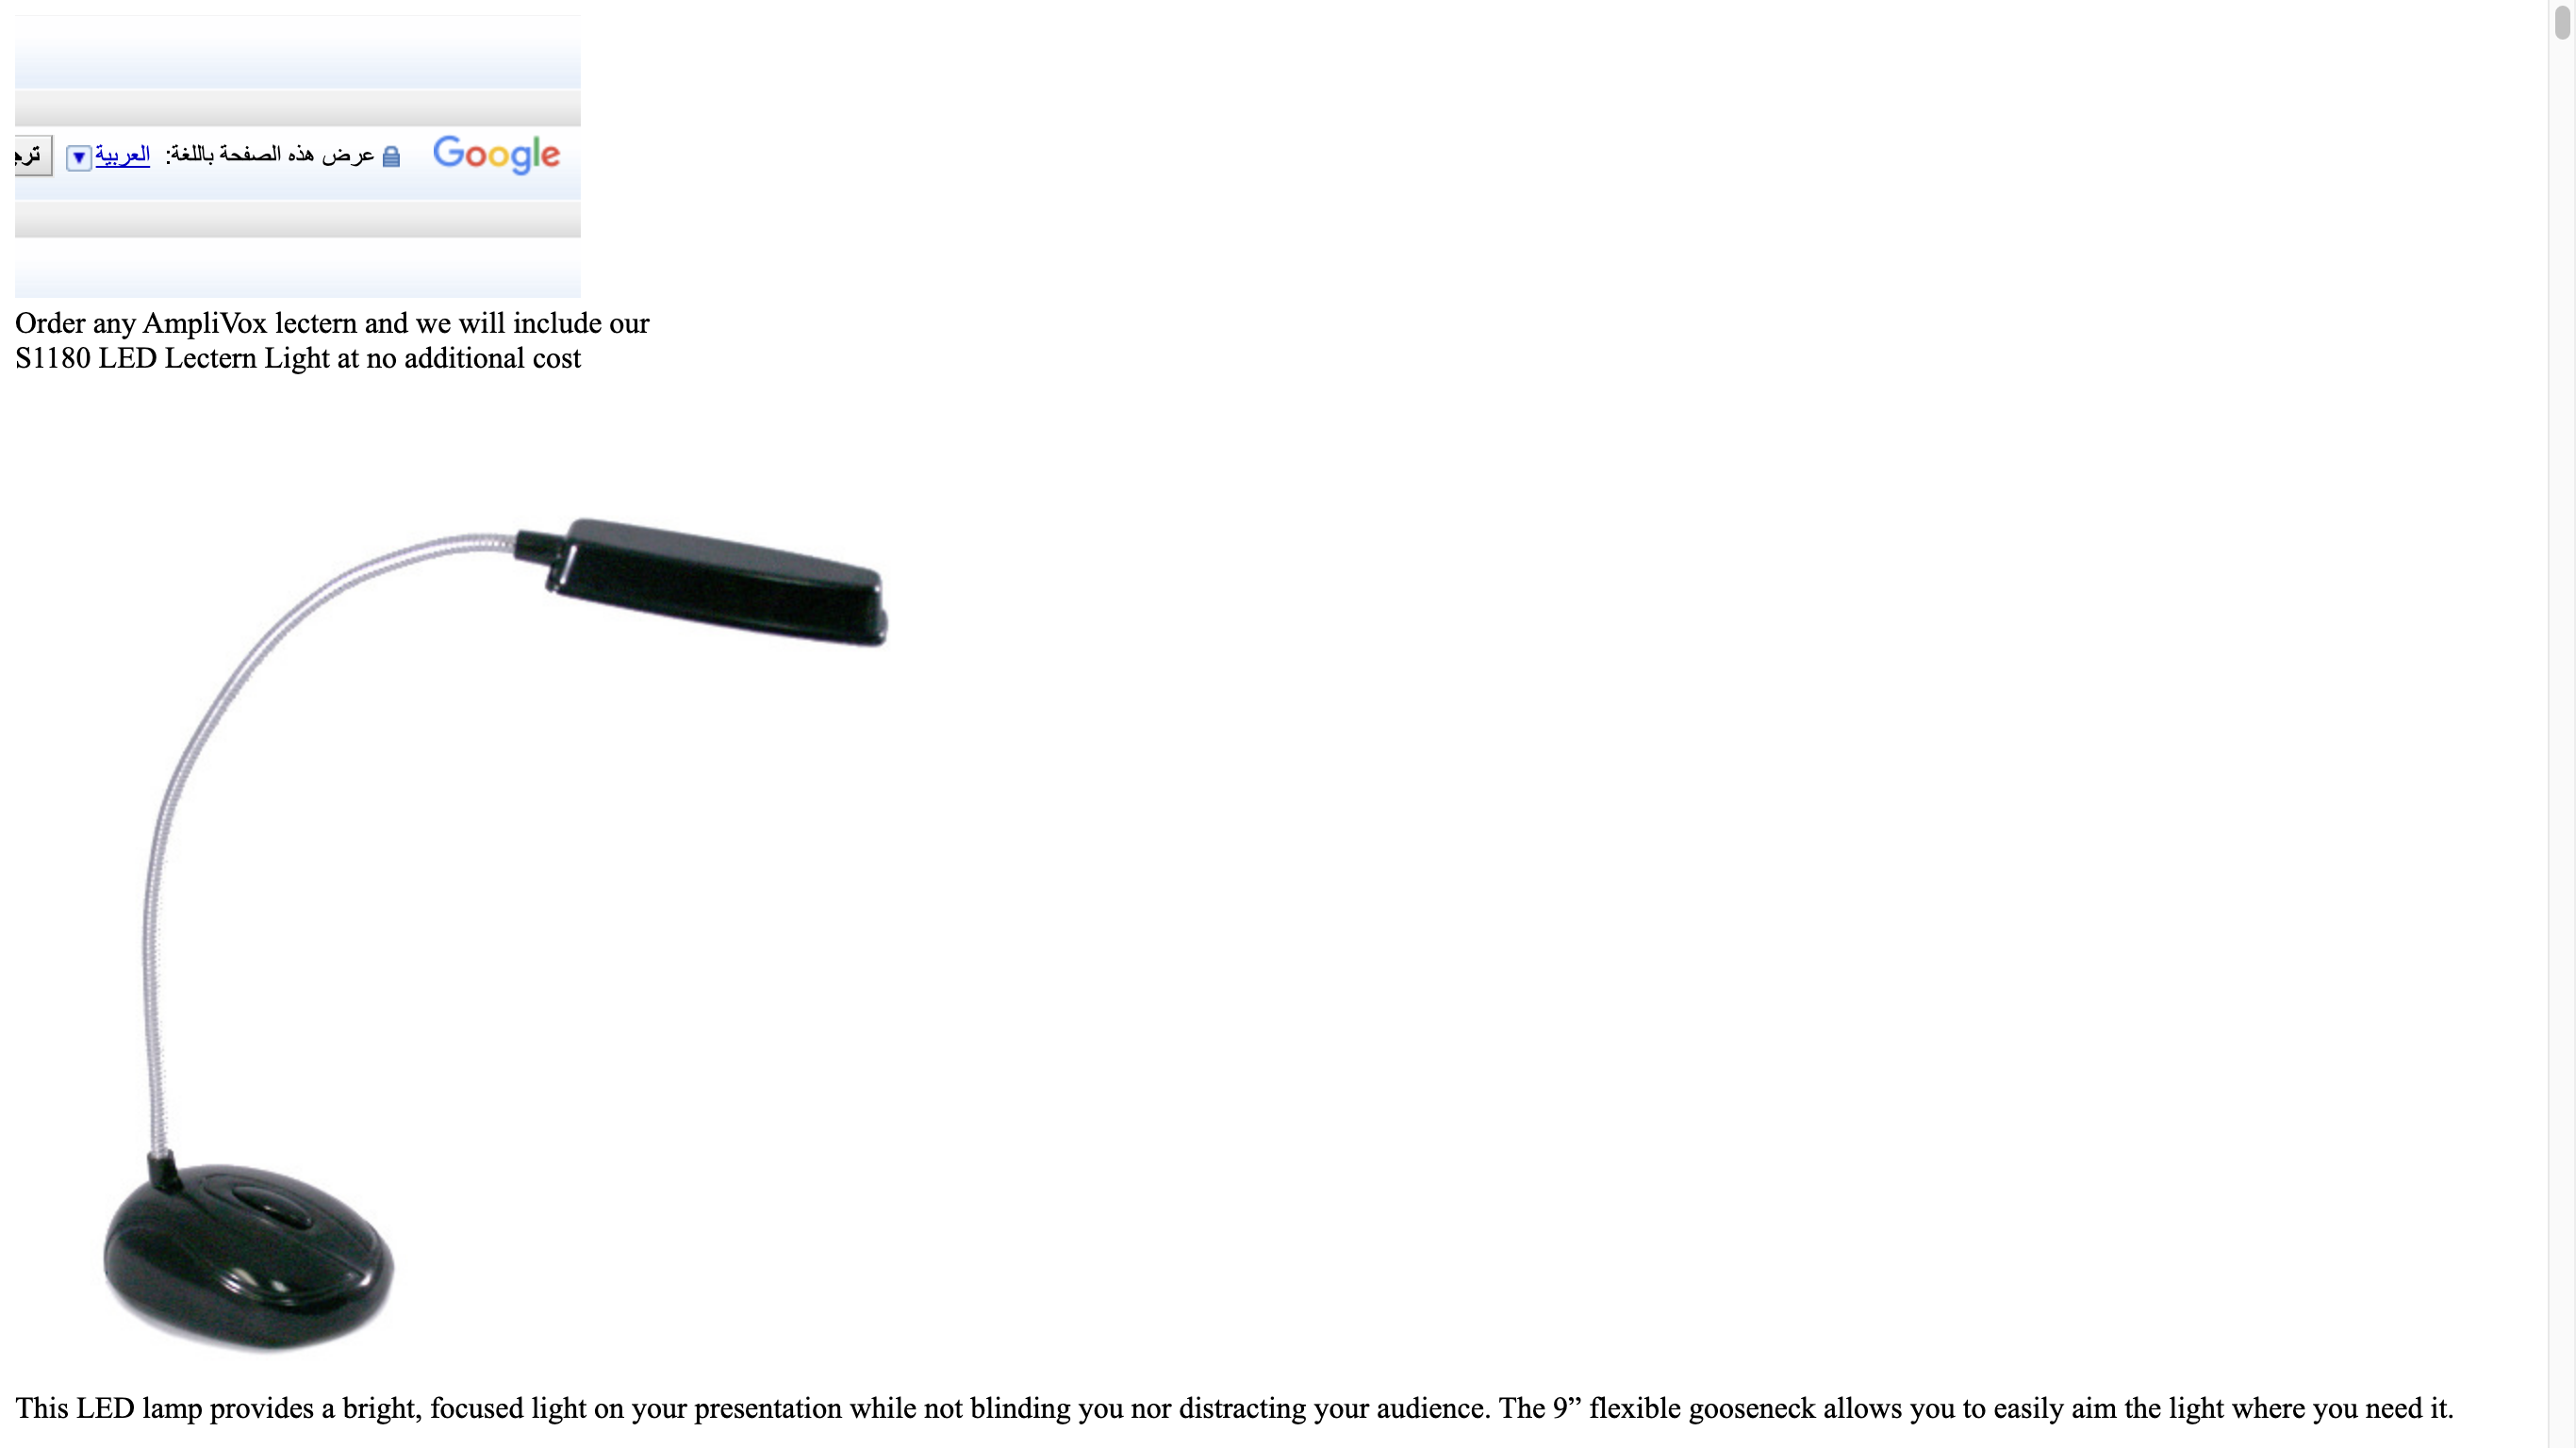 Google عرض هذه الصفحة باللغة: العربية
Order any AmpliVox lectern and we will include our
S1180 LED Lectern Light at no additional cost
This LED lamp provides a bright, focused light on your presentation while not blinding you nor distracting your audience. The 9” flexible gooseneck allows you to easily aim the light where you need it.